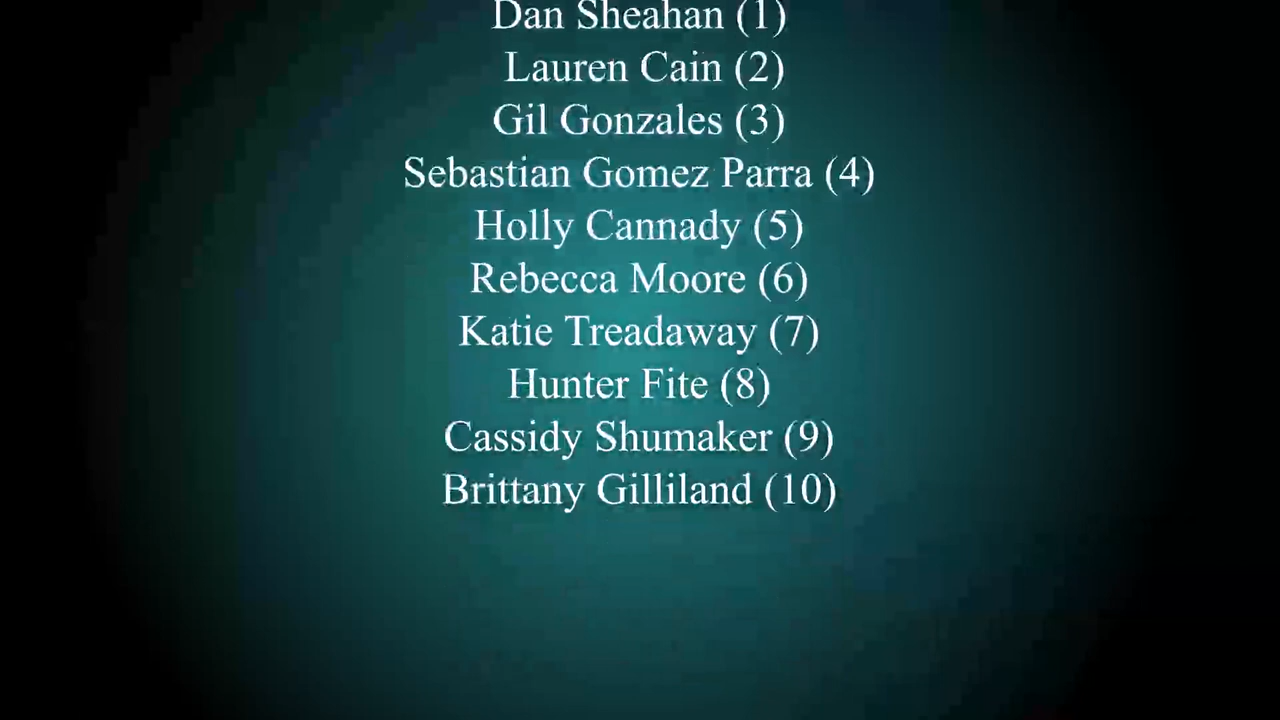 Dan Sheahan (1)
Lauren Cain (2)
Gil Gonzales (3)
Sebastian Gomez Parra (4)
Holly Cannady (5)
Rebecca Moore (6)
Katie Treadaway (7)
Hunter Fite (8)
Cassidy Shumaker (9)
Brittany Gilliland (10)